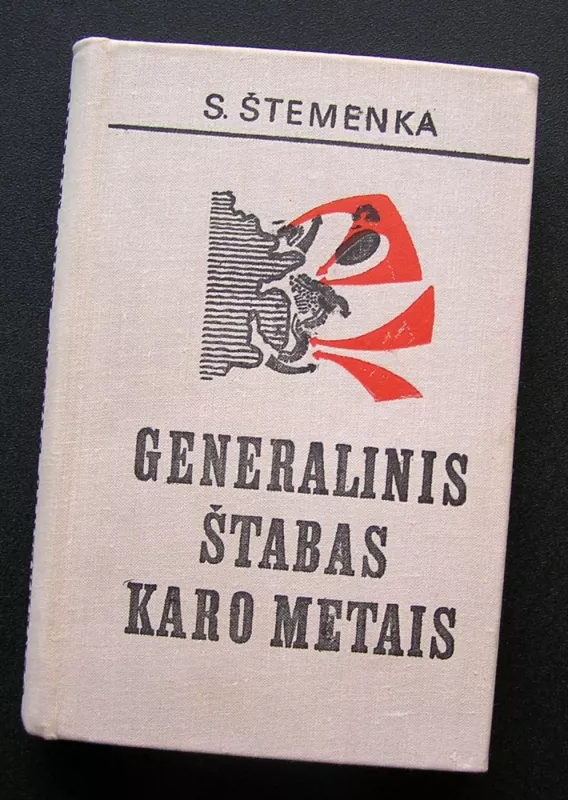 S. ŠTEMENKA
GENERALINIS
ŠTABAS
KARO METAIS